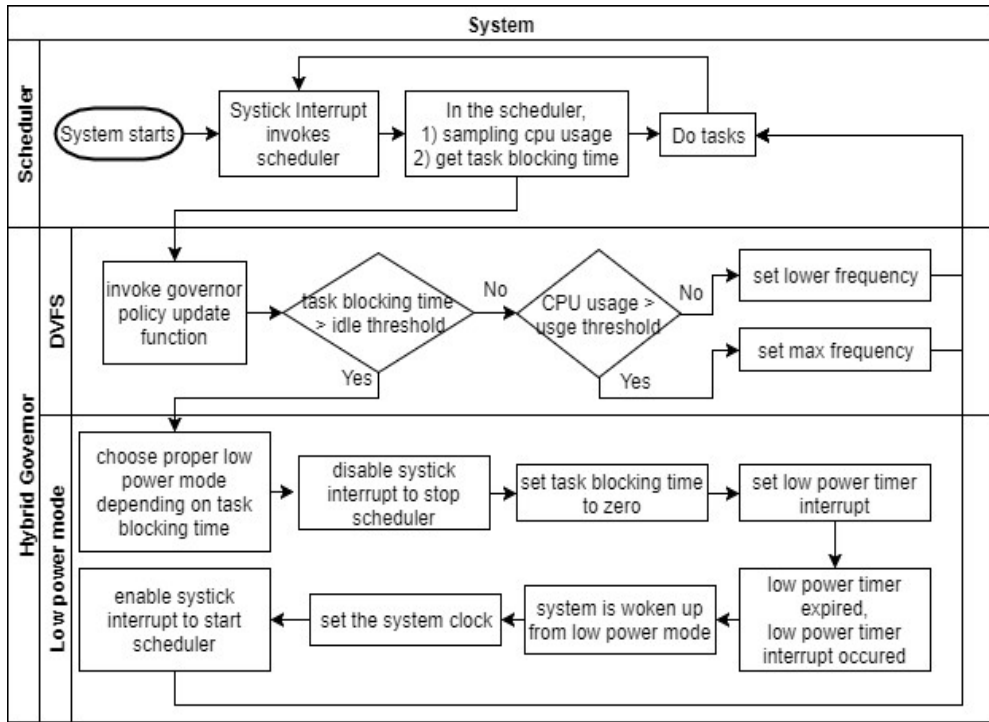 System
Scheduler
System starts
Systick Interrupt
invokes
scheduler
In the scheduler,
1) sampling cpu usage
2) get task blocking time
Do tasks
Hybrid Governor
DVFS
invoke governor
policy update
function
task blocking time
> idle threshold
No
Yes
CPU usage >
usge threshold
No
Yes
set lower frequency
set max frequency
Low power mode
choose proper low
power mode
depending on task
blocking time
disable systick
interrupt to stop
scheduler
set task blocking time
to zero
set low power timer
interrupt
low power timer
expired,
low power timer
interrupt occured
system is woken up
from low power mode
set the system clock
enable systick
interrupt to start
scheduler